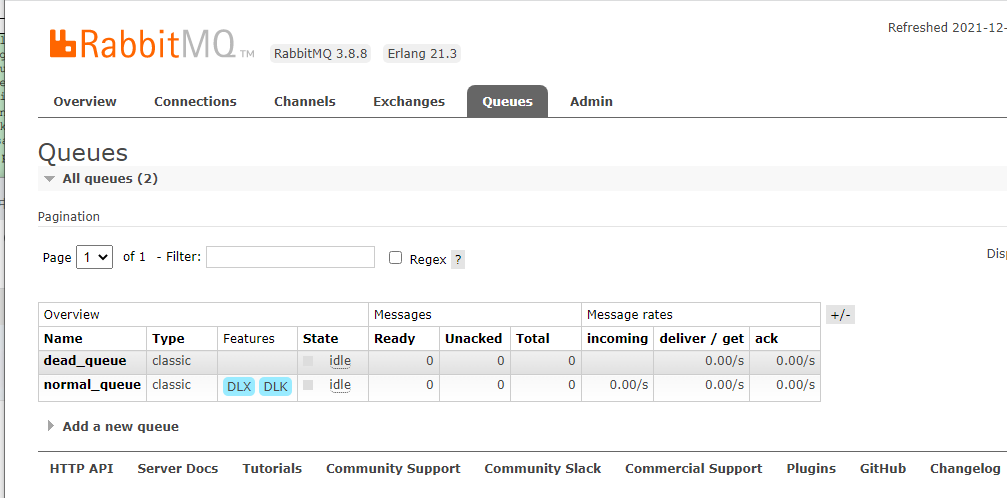 Refreshed 2021-12-
RabbitMQ TM RabbitMQ 3.8.8 Erlang 21.3
Overview Connections Channels Exchanges Queues Admin
Queues
All queues (2)
Pagination
Page 1 of 1 - Filter: Regex ?
Overview Messages Message rates +/-
Name Type Features State Ready Unacked Total incoming deliver / get ack
dead_queue classic idle 0 0 0 0.00/s 0.00/s
normal_queue classic DLX DLK idle 0 0 0 0.00/s 0.00/s 0.00/s
Add a new queue
HTTP API Server Docs Tutorials Community Support Community Slack Commercial Support Plugins GitHub Changelog